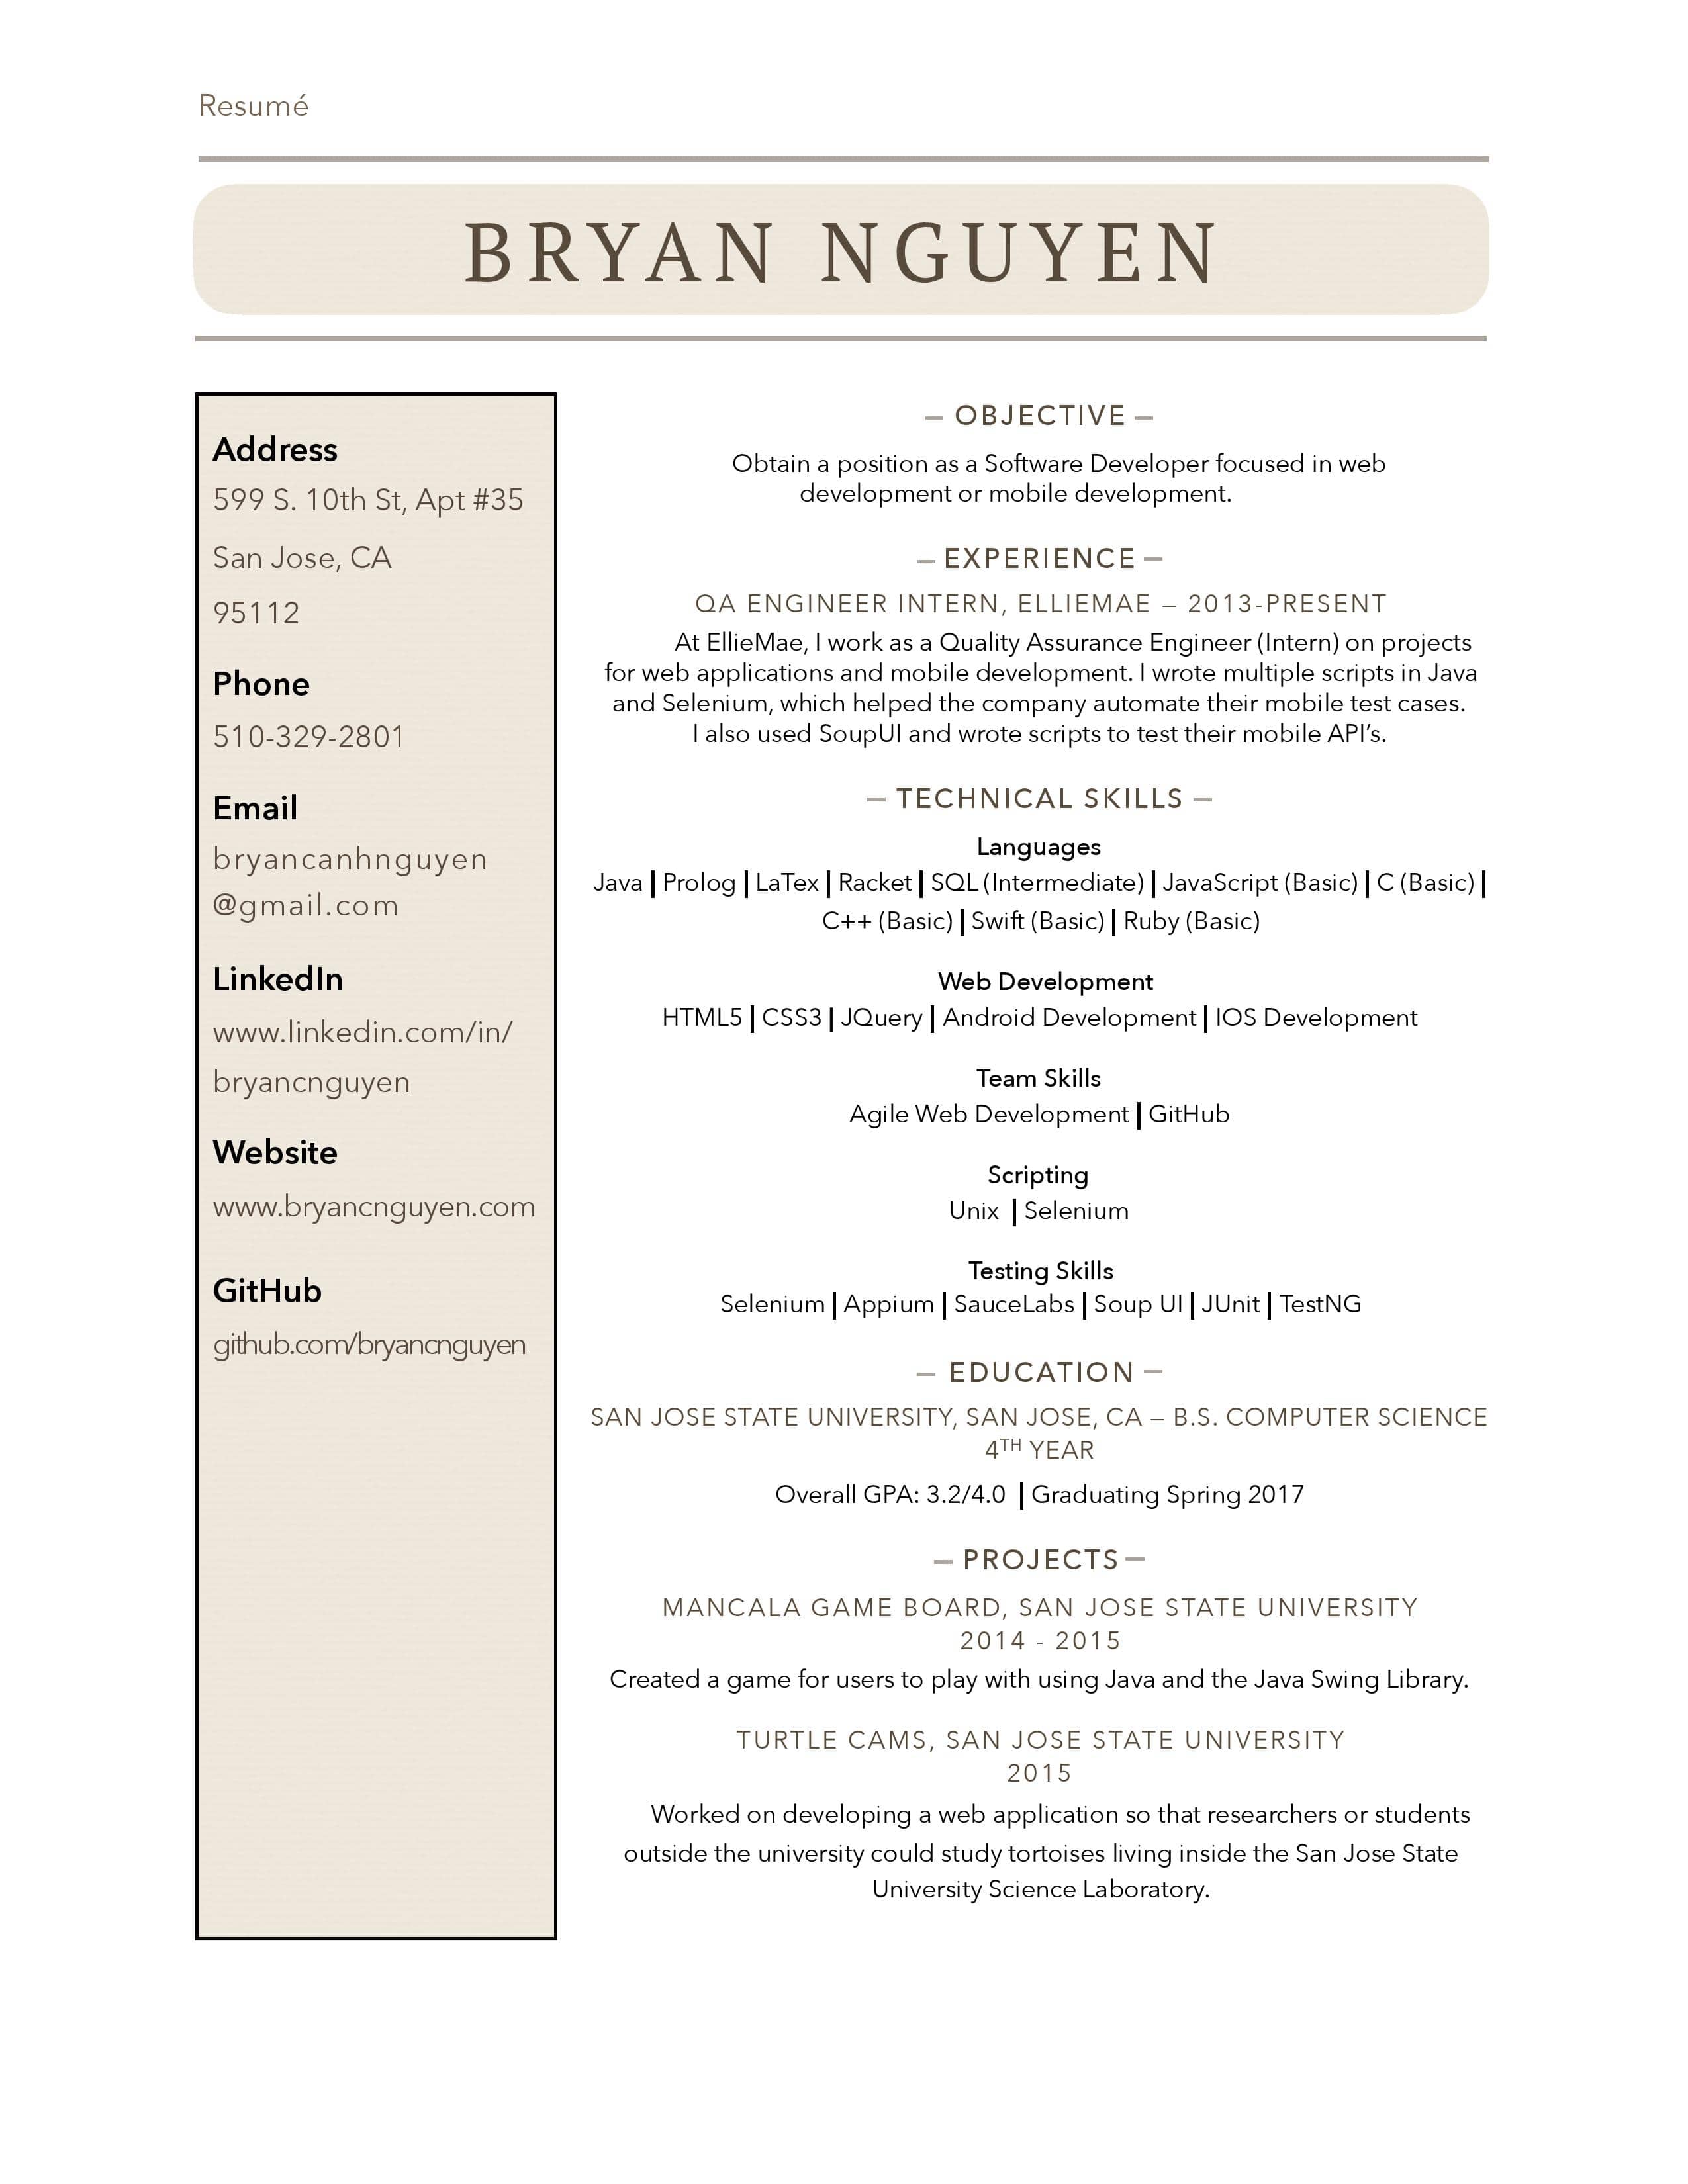 Resumé
BRYAN NGUYEN
Address
599 S. 10th St, Apt #35
San Jose, CA
95112
Phone
510-329-2801
Email
bryancanhnguyen
@gmail.com
LinkedIn
www.linkedin.com/in/
bryancnguyen
Website
www.bryancnguyen.com
GitHub
github.com/bryancnguyen
— OBJECTIVE —
Obtain a position as a Software Developer focused in web
development or mobile development.
— EXPERIENCE —
QA ENGINEER INTERN, ELLIEMAE — 2013-PRESENT
At EllieMae, I work as a Quality Assurance Engineer (Intern) on projects
for web applications and mobile development. I wrote multiple scripts in Java
and Selenium, which helped the company automate their mobile test cases.
I also used SoupUI and wrote scripts to test their mobile API’s.
— TECHNICAL SKILLS —
Languages
Java | Prolog | LaTex | Racket | SQL (Intermediate) | JavaScript (Basic) | C (Basic) |
C++ (Basic) | Swift (Basic) | Ruby (Basic)
Web Development
HTML5 | CSS3 | JQuery | Android Development | IOS Development
Team Skills
Agile Web Development | GitHub
Scripting
Unix | Selenium
Testing Skills
Selenium | Appium | SauceLabs | Soup UI | JUnit | TestNG
— EDUCATION —
SAN JOSE STATE UNIVERSITY, SAN JOSE, CA — B.S. COMPUTER SCIENCE
4TH YEAR
Overall GPA: 3.2/4.0 | Graduating Spring 2017
— PROJECTS —
MANCALA GAME BOARD, SAN JOSE STATE UNIVERSITY
2014 - 2015
Created a game for users to play with using Java and the Java Swing Library.
TURTLE CAMS, SAN JOSE STATE UNIVERSITY
2015
Worked on developing a web application so that researchers or students
outside the university could study tortoises living inside the San Jose State
University Science Laboratory.